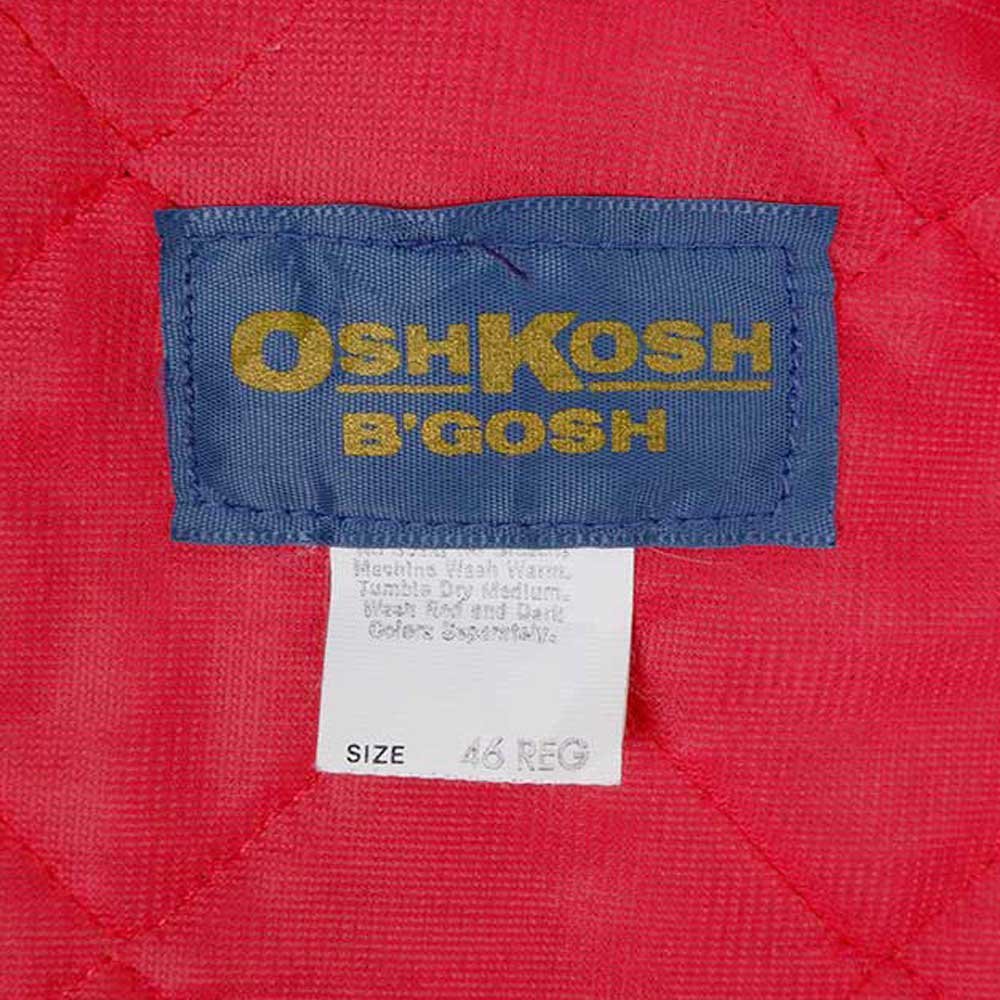 OSHKOSH
B'GOSH
Machine Wash Warm.
Tumble Dry Medium.
Wash Red and Dark
Colors Separately.
SIZE 46 REG